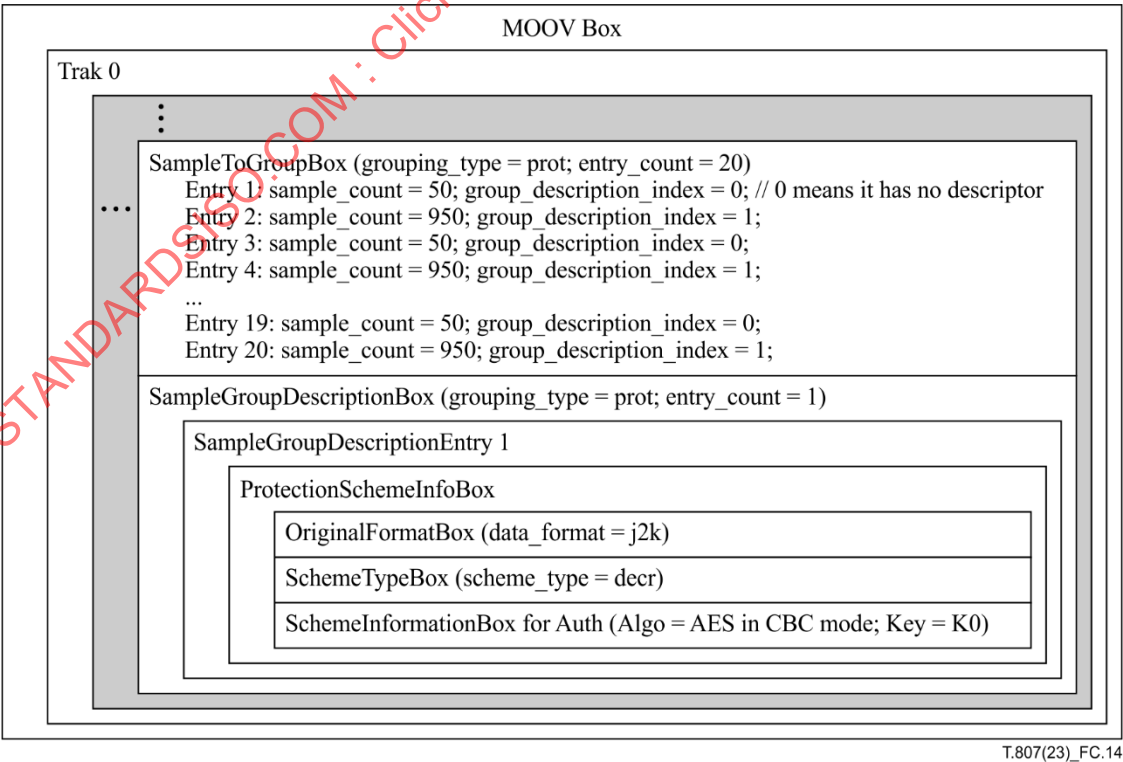 MOOV Box
Trak 0
⋮
SampleToGroupBox (grouping_type = prot; entry_count = 20)
Entry 1: sample_count = 50; group_description_index = 0; // 0 means it has no descriptor
...
Entry 2: sample_count = 950; group_description_index = 1;
Entry 3: sample_count = 50; group_description_index = 0;
Entry 4: sample_count = 950; group_description_index = 1;
...
Entry 19: sample_count = 50; group_description_index = 0;
Entry 20: sample_count = 950; group_description_index = 1;
SampleGroupDescriptionBox (grouping_type = prot; entry_count = 1)
SampleGroupDescriptionEntry 1
ProtectionSchemeInfoBox
OriginalFormatBox (data_format = j2k)
SchemeTypeBox (scheme_type = decr)
SchemeInformationBox for Auth (Algo = AES in CBC mode; Key = K0)
T.807(23)_FC.14
STANDARDSISO.COM : Clic